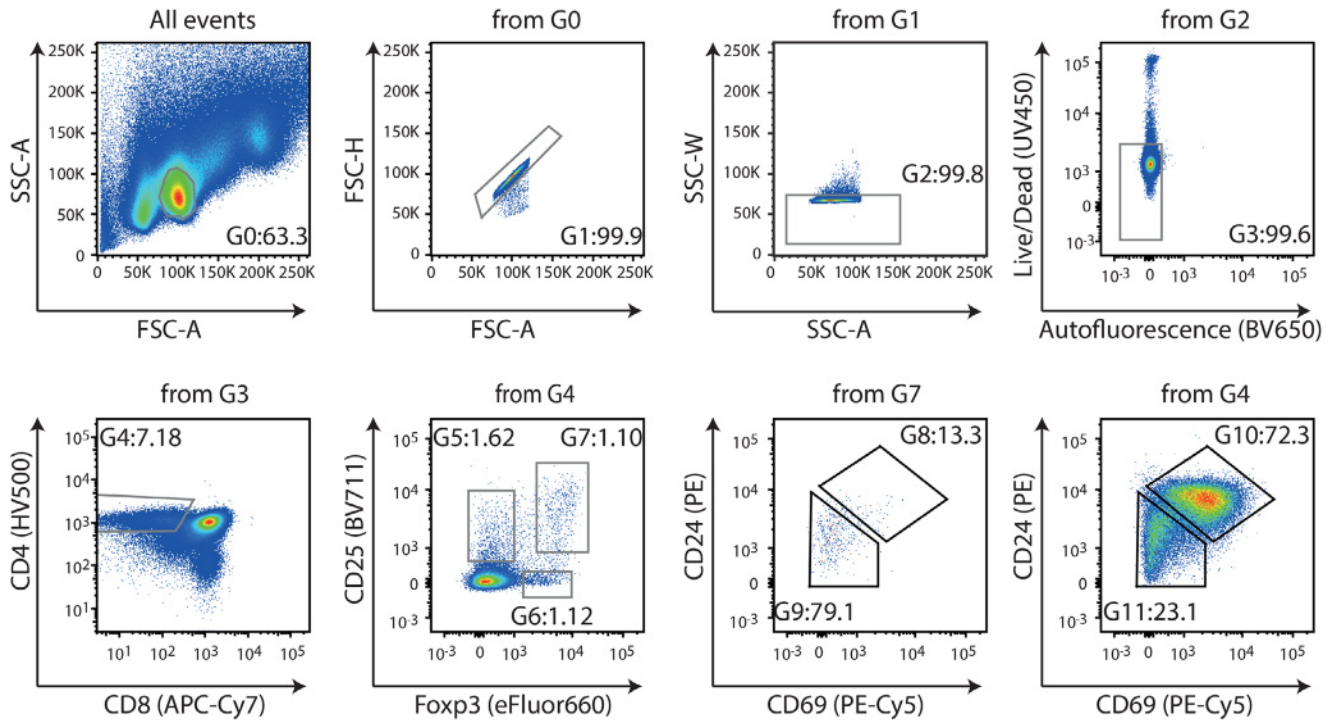 All events
from G0
from G1
from G2
250K
200K
150K
100K
50K
0
SSC-A
G0:63.3
0 50K 100K 150K 200K 250K
FSC-A
250K
200K
150K
100K
50K
0
FSC-H
G1:99.9
0 50K 100K 150K 200K 250K
FSC-A
250K
200K
150K
100K
50K
0
SSC-W
G2:99.8
0 50K 100K 150K 200K 250K
SSC-A
10⁵
10⁴
10³
0
10⁻³
Live/Dead (UV450)
G3:99.6
10⁻³ 0 10³ 10⁴ 10⁵
Autofluorescence (BV650)
from G3
from G4
from G7
from G4
10⁵
10⁴
10³
10²
10¹
CD4 (HV500)
G4:7.18
10¹ 10² 10³ 10⁴ 10⁵
CD8 (APC-Cy7)
10⁵
10⁴
10³
0
10⁻³
CD25 (BV711)
G5:1.62
G7:1.10
G6:1.12
10⁻³ 0 10³ 10⁴ 10⁵
Foxp3 (eFluor660)
10⁵
10⁴
10³
0
10⁻³
CD24 (PE)
G8:13.3
G9:79.1
10⁻³ 0 10³ 10⁴ 10⁵
CD69 (PE-Cy5)
10⁵
10⁴
10³
0
10⁻³
CD24 (PE)
G10:72.3
G11:23.1
10⁻³ 0 10³ 10⁴ 10⁵
CD69 (PE-Cy5)